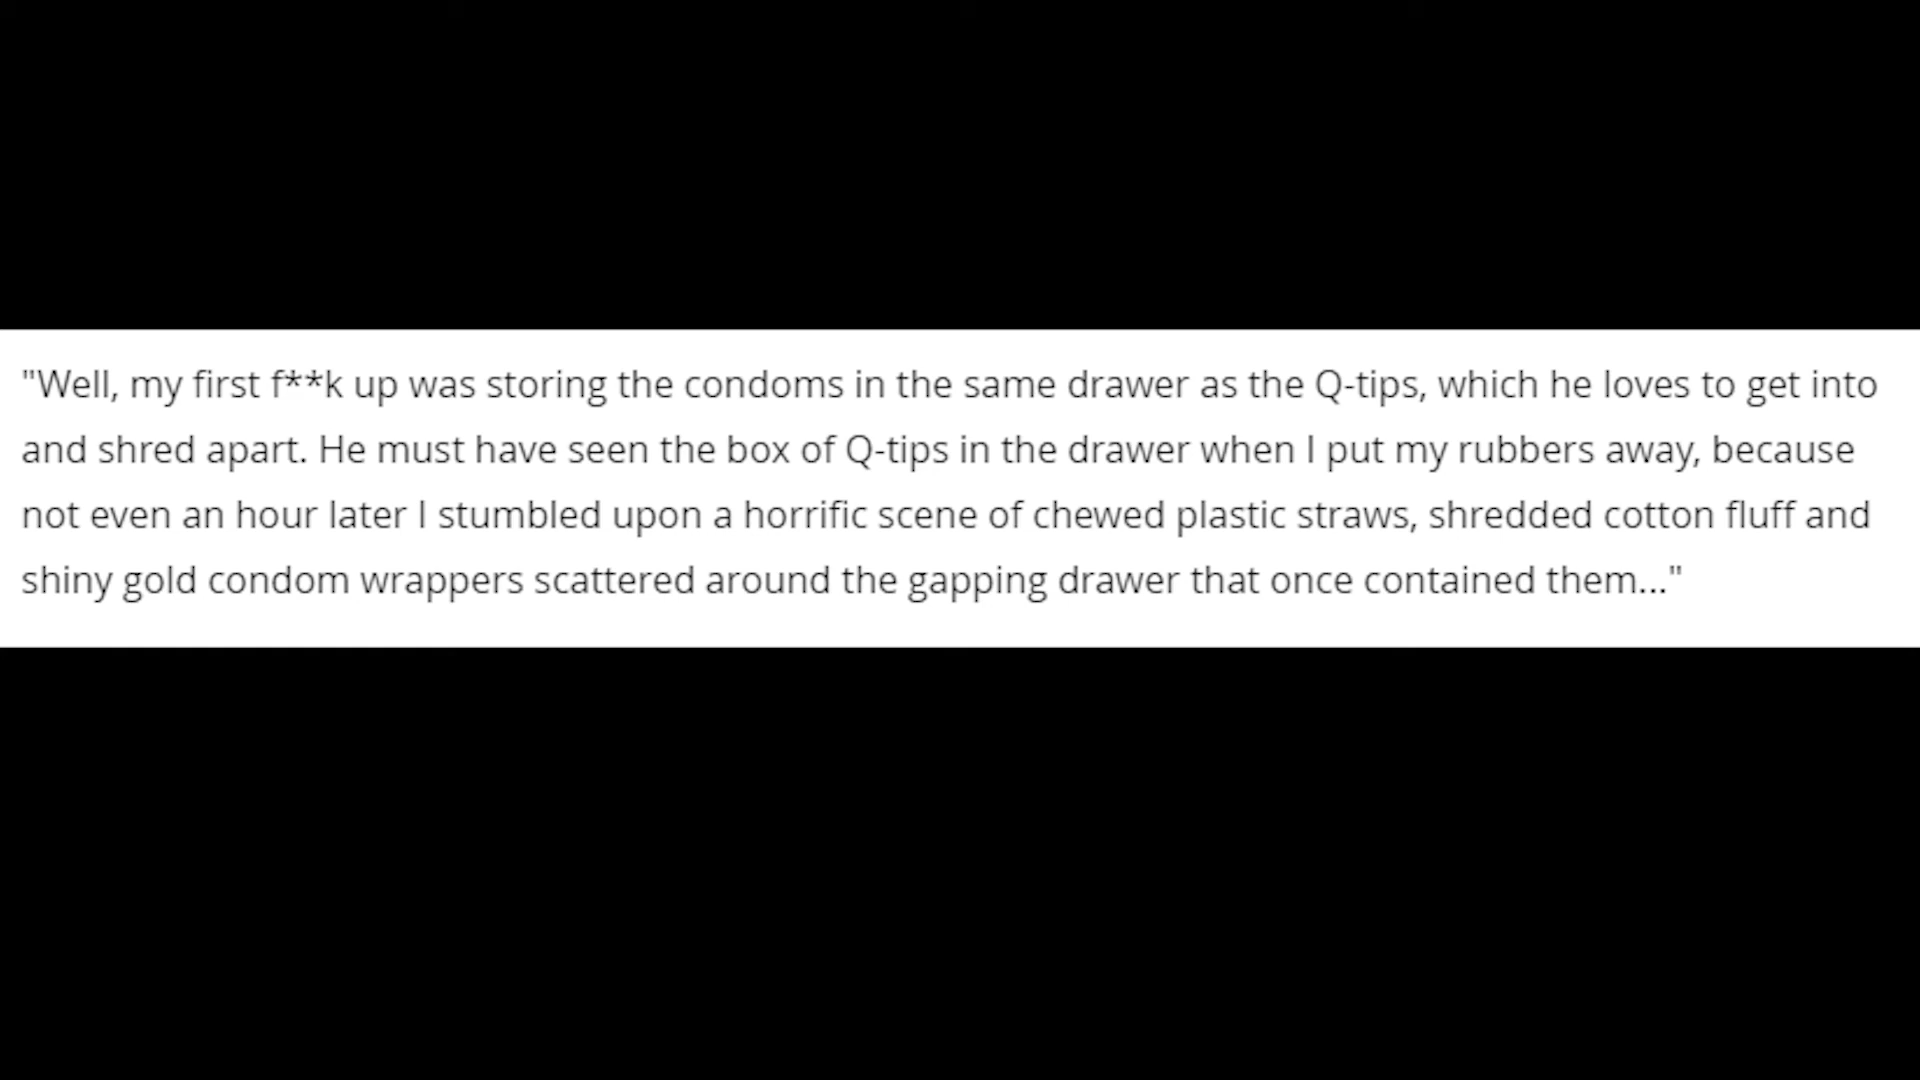 "Well, my first f**k up was storing the condoms in the same drawer as the Q-tips, which he loves to get into
and shred apart. He must have seen the box of Q-tips in the drawer when I put my rubbers away, because
not even an hour later I stumbled upon a horrific scene of chewed plastic straws, shredded cotton fluff and
shiny gold condom wrappers scattered around the gapping drawer that once contained them..."